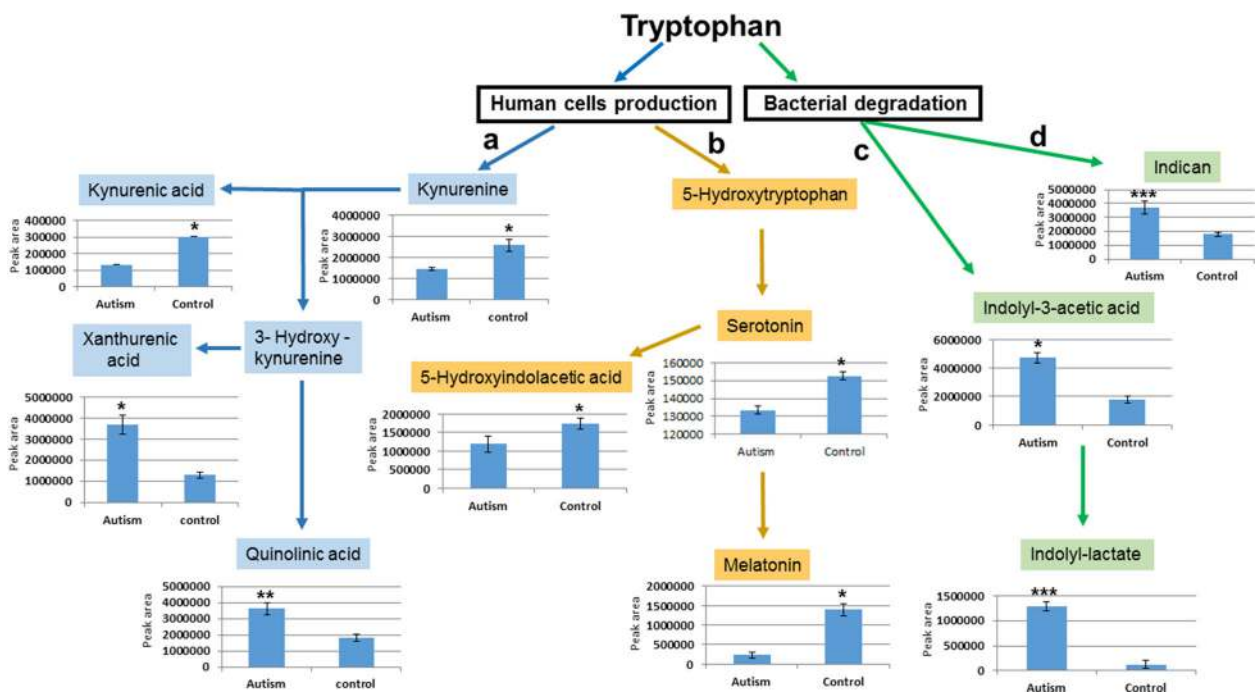 Tryptophan
Human cells production
Bacterial degradation
a
b
c
d
Kynurenic acid
Peak area
400000
300000
200000
100000
0
*
Autism
Control
Kynurenine
Peak area
4000000
3000000
2000000
1000000
0
*
Autism
control
Xanthurenic
acid
Peak area
5000000
4000000
3000000
2000000
1000000
0
*
Autism
control
3- Hydroxy -
kynurenine
Quinolinic acid
Peak area
5000000
4000000
3000000
2000000
1000000
0
**
Autism
control
5-Hydroxytryptophan
Serotonin
Peak area
160000
150000
140000
130000
120000
*
Autism
Control
5-Hydroxyindolacetic acid
Peak area
2000000
1500000
1000000
500000
0
*
Autism
Control
Melatonin
Peak area
2000000
1500000
1000000
500000
0
*
Autism
Control
Indican
Peak area
5000000
4000000
3000000
2000000
1000000
0
***
Autism
Control
Indolyl-3-acetic acid
Peak area
6000000
4000000
2000000
0
*
Autism
Control
Indolyl-lactate
Peak area
1500000
1000000
500000
0
***
Autism
Control